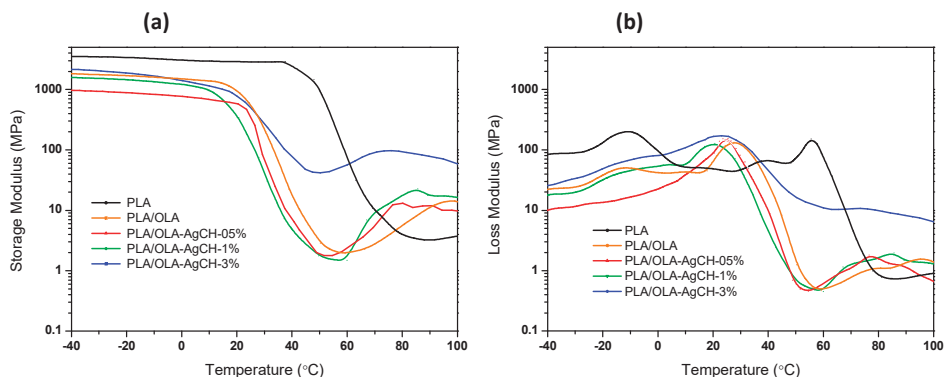 (a)
Storage Modulus (MPa)
1000
100
10
1
0.1
PLA
PLA/OLA
PLA/OLA-AgCH-05%
PLA/OLA-AgCH-1%
PLA/OLA-AgCH-3%
-40 -20 0 20 40 60 80 100
Temperature (°C)
(b)
Loss Modulus (MPa)
1000
100
10
1
0.1
PLA
PLA/OLA
PLA/OLA-AgCH-05%
PLA/OLA-AgCH-1%
PLA/OLA-AgCH-3%
-40 -20 0 20 40 60 80 100
Temperature (°C)